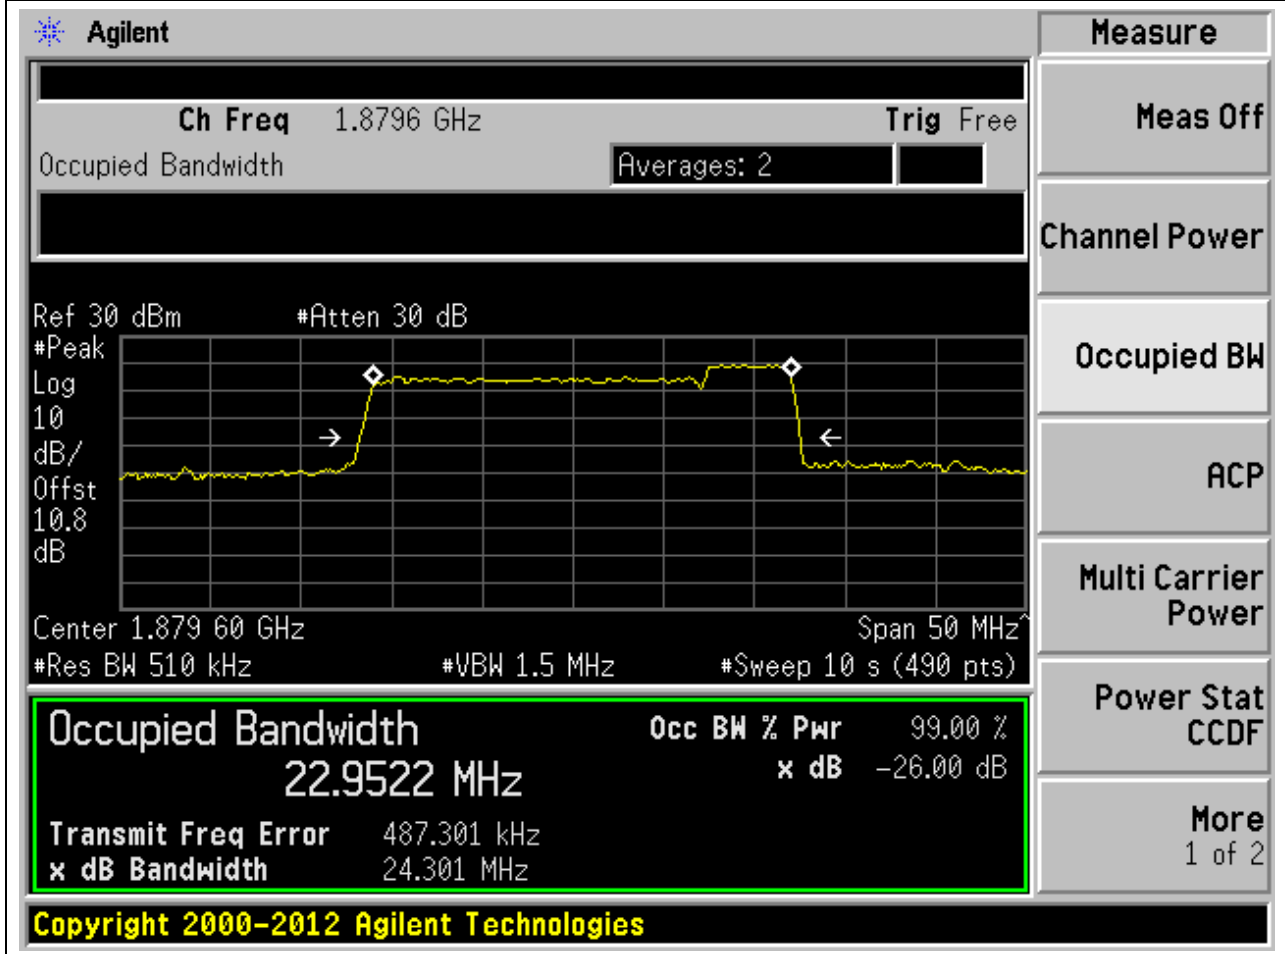 Agilent
Measure
Ch Freq 1.8796 GHz Trig Free
Occupied Bandwidth Averages: 2
Meas Off
Channel Power
Occupied BW
ACP
Multi Carrier
Power
Power Stat
CCDF
More
1 of 2
Ref 30 dBm #Atten 30 dB
#Peak
Log
10
dB/
Offst
10.8
dB
Center 1.879 60 GHz Span 50 MHz^
#Res BW 510 kHz #VBW 1.5 MHz #Sweep 10 s (490 pts)
Occupied Bandwidth Occ BW % Pwr 99.00 %
22.9522 MHz x dB -26.00 dB
Transmit Freq Error 487.301 kHz
x dB Bandwidth 24.301 MHz
Copyright 2000-2012 Agilent Technologies